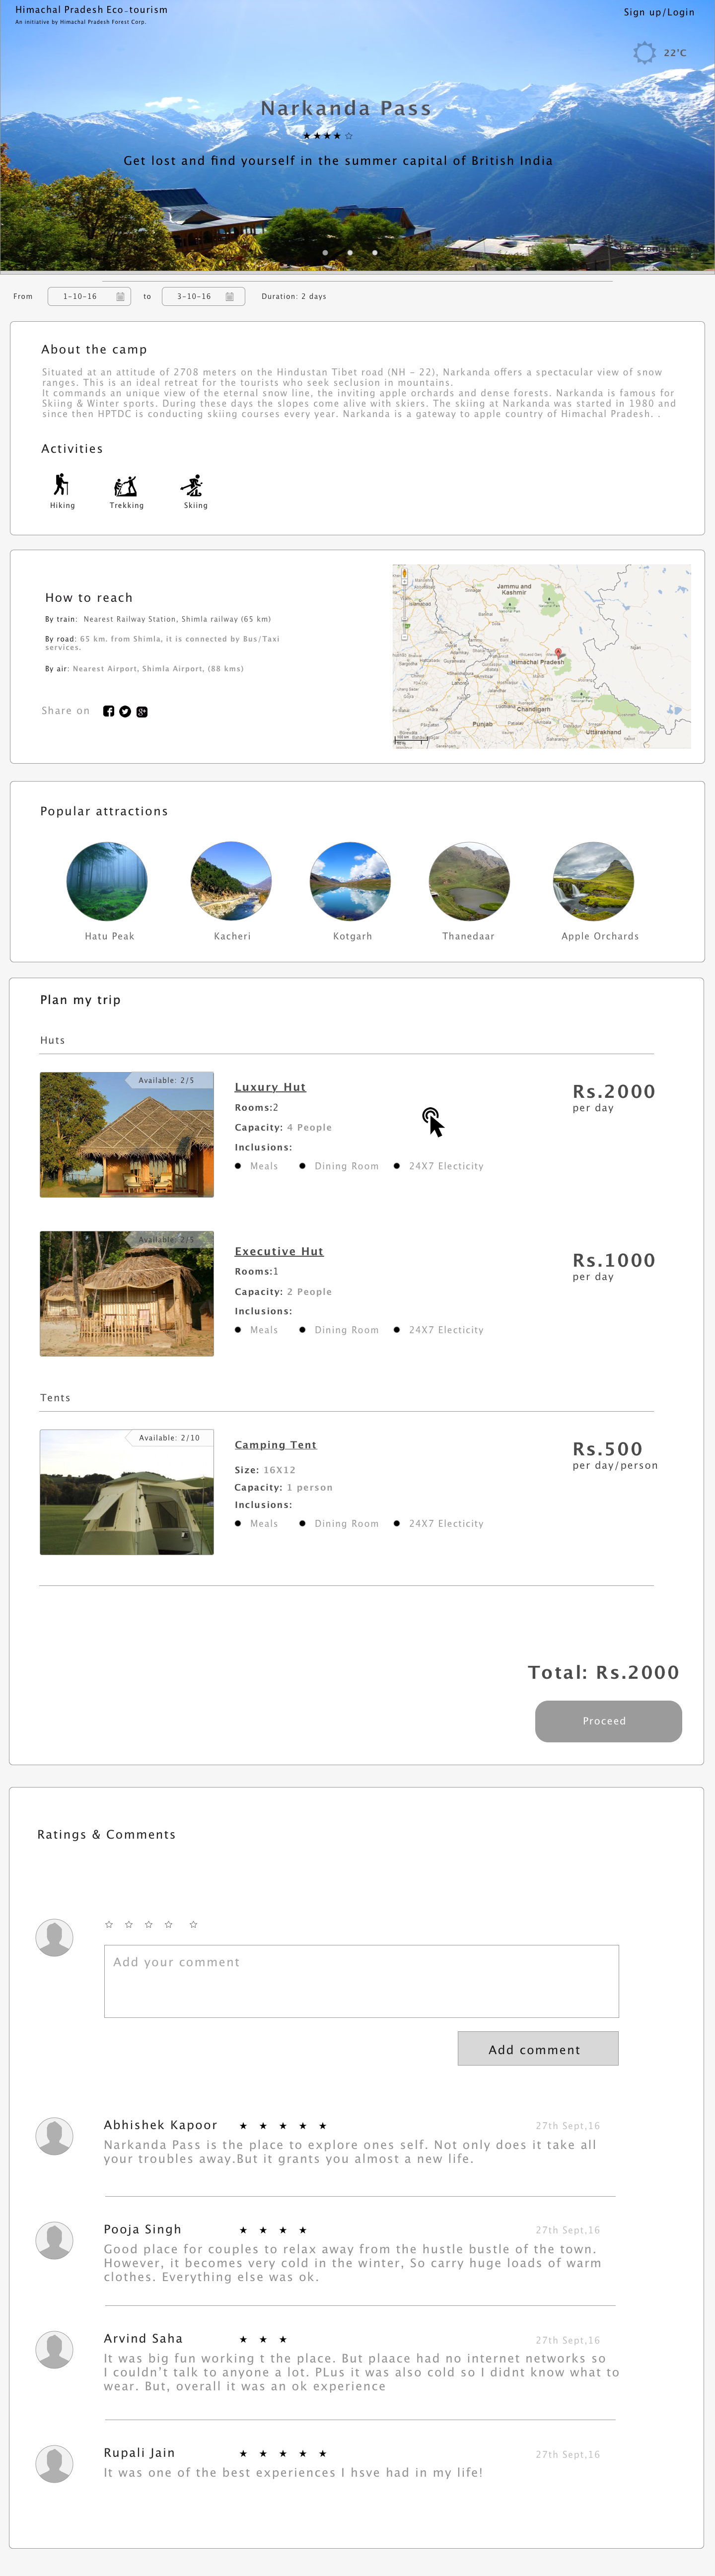 Himachal Pradesh Eco-tourism
An initiative by Himachal Pradesh Forest Corp.
Sign up/Login
22°C
Narkanda Pass
Get lost and find yourself in the summer capital of British India
From
1-10-16
to
3-10-16
Duration: 2 days
About the camp
Situated at an attitude of 2708 meters on the Hindustan Tibet road (NH - 22), Narkanda offers a spectacular view of snow
ranges. This is an ideal retreat for the tourists who seek seclusion in mountains.
It commands an unique view of the eternal snow line, the inviting apple orchards and dense forests. Narkanda is famous for
Skiing & Winter sports. During these days the slopes come alive with skiers. The skiing at Narkanda was started in 1980 and
since then HPTDC is conducting skiing courses every year. Narkanda is a gateway to apple country of Himachal Pradesh. .
Activities
Hiking
Trekking
Skiing
How to reach
By train: Nearest Railway Station, Shimla railway (65 km)
By road: 65 km. from Shimla, it is connected by Bus/Taxi
services.
By air: Nearest Airport, Shimla Airport, (88 kms)
Share on
Jammu and
Kashmir
Himachal Pradesh
Chandigarh
Punjab
Uttarakhand
Popular attractions
Hatu Peak
Kacheri
Kotgarh
Thanedaar
Apple Orchards
Plan my trip
Huts
Available: 2/5
Luxury Hut
Rooms:2
Capacity: 4 People
Inclusions:
Meals
Dining Room
24X7 Electicity
Rs.2000
per day
Available: 2/5
Executive Hut
Rooms:1
Capacity: 2 People
Inclusions:
Meals
Dining Room
24X7 Electicity
Rs.1000
per day
Tents
Available: 2/10
Camping Tent
Size: 16X12
Capacity: 1 person
Inclusions:
Meals
Dining Room
24X7 Electicity
Rs.500
per day/person
Total: Rs.2000
Proceed
Ratings & Comments
Add your comment
Add comment
Abhishek Kapoor
27th Sept,16
Narkanda Pass is the place to explore ones self. Not only does it take all
your troubles away.But it grants you almost a new life.
Pooja Singh
27th Sept,16
Good place for couples to relax away from the hustle bustle of the town.
However, it becomes very cold in the winter, So carry huge loads of warm
clothes. Everything else was ok.
Arvind Saha
27th Sept,16
It was big fun working t the place. But plaace had no internet networks so
I couldn't talk to anyone a lot. PLus it was also cold so I didnt know what to
wear. But, overall it was an ok experience
Rupali Jain
27th Sept,16
It was one of the best experiences I hsve had in my life!